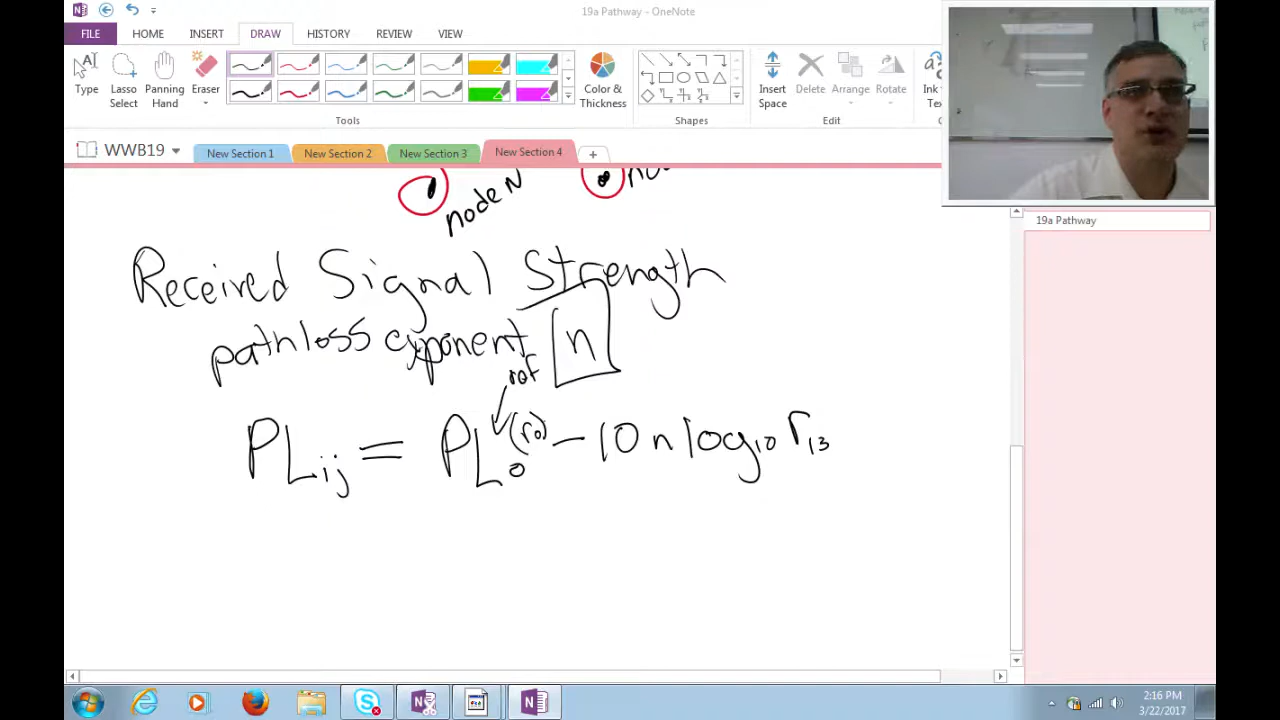 19a Pathway - OneNote
FILE HOME INSERT DRAW HISTORY REVIEW VIEW
Type
Lasso Select
Panning Hand
Eraser
Color & Thickness
Insert Space
Delete
Arrange
Rotate
Ink to Tex
Tools Shapes Edit
WWB19 New Section 1 New Section 2 New Section 3 New Section 4 +
19a Pathway
node N
Received Signal Strength
pathloss exponent n
ref
PLij = PL0(r0) - 10 n log10 r13
2:16 PM
3/22/2017